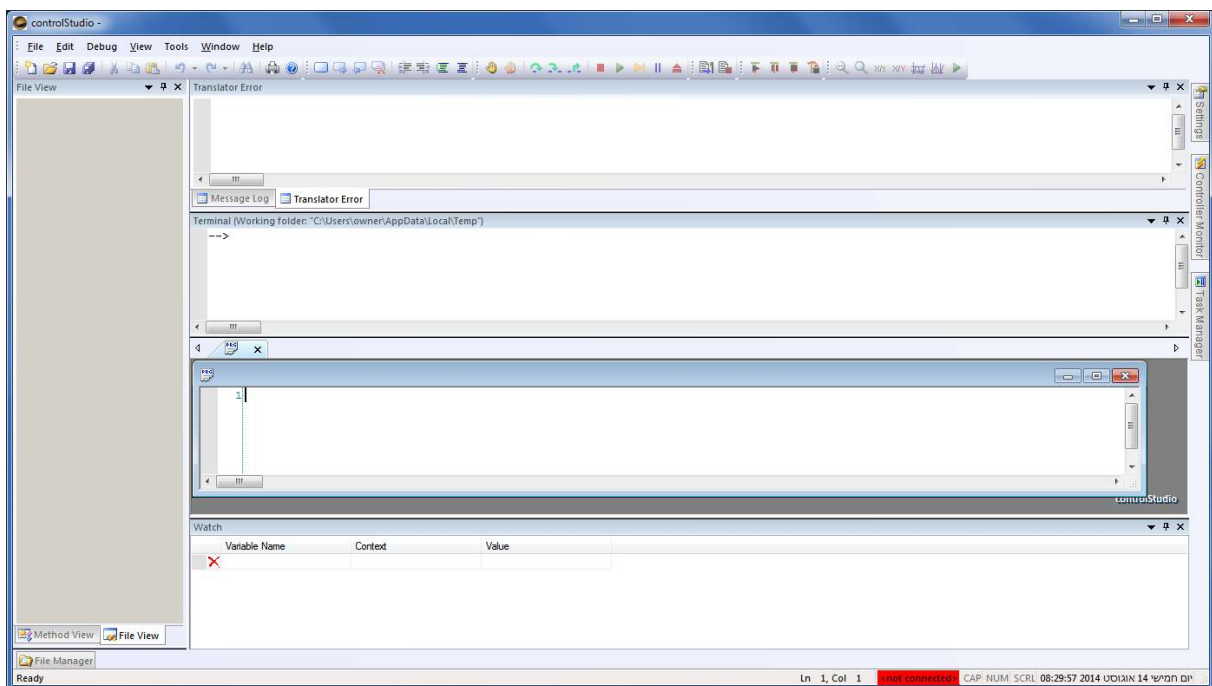 controlStudio -
File Edit Debug View Tools Window Help
File View
Translator Error
Message Log Translator Error
Terminal (Working folder: "C:\Users\owner\AppData\Local\Temp")
-->
1
controlStudio
Watch
Variable Name Context Value
Method View File View
File Manager
Ready
Ln 1, Col 1
<not connected>
CAP NUM SCRL
יום חמישי 14 אוגוסט 2014 08:29:57
Settings
Controller Monitor
Task Manager